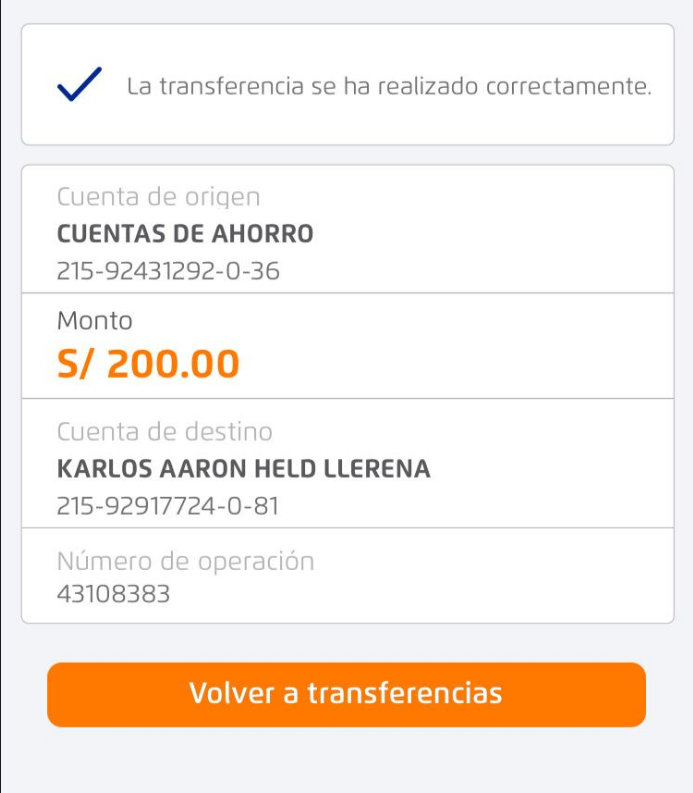 La transferencia se ha realizado correctamente.
Cuenta de origen
CUENTAS DE AHORRO
215-92431292-0-36
Monto
S/ 200.00
Cuenta de destino
KARLOS AARON HELD LLERENA
215-92917724-0-81
Número de operación
43108383
Volver a transferencias